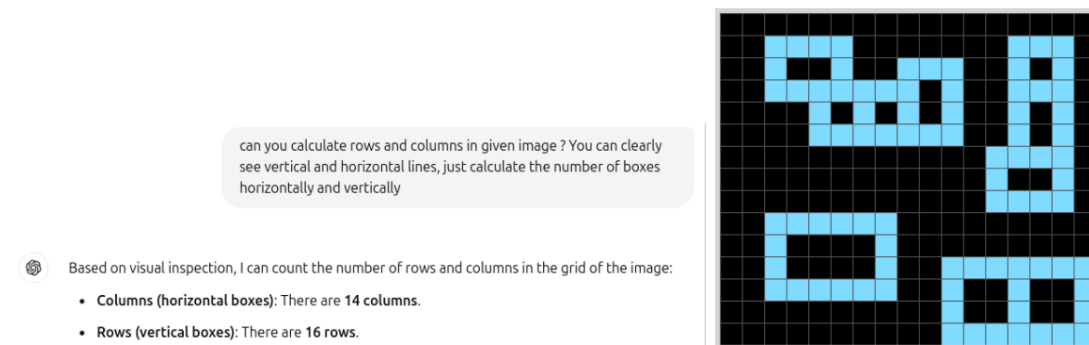 can you calculate rows and columns in given image ? You can clearly
see vertical and horizontal lines, just calculate the number of boxes
horizontally and vertically
Based on visual inspection, I can count the number of rows and columns in the grid of the image:
• Columns (horizontal boxes): There are 14 columns.
• Rows (vertical boxes): There are 16 rows.